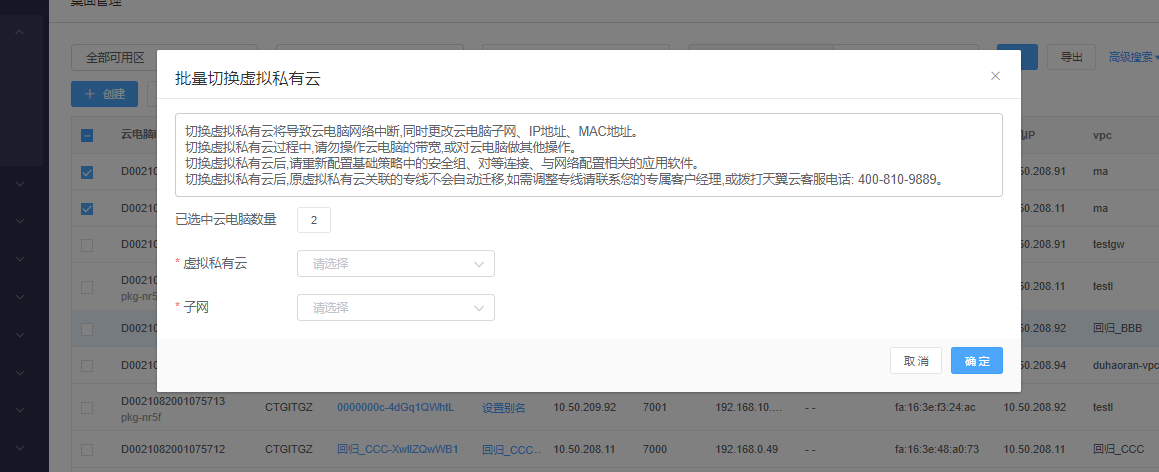 桌面管理
全部可用区
导出
高级搜索
批量切换虚拟私有云
创建
切换虚拟私有云将导致云电脑网络中断,同时更改云电脑子网、IP地址、MAC地址。
切换虚拟私有云过程中,请勿操作云电脑的带宽,或对云电脑做其他操作。
切换虚拟私有云后,请重新配置基础策略中的安全组、对等连接、与网络配置相关的应用软件。
切换虚拟私有云后,原虚拟私有云关联的专线不会自动迁移,如需调整专线请联系您的专属客户经理,或拨打天翼云客服电话: 400-810-9889。
云电脑 IP vpc
D00210 .50.208.91 ma
D00210 .50.208.11 ma
已选中云电脑数量 2
D00210 .50.208.91 testgw
* 虚拟私有云 请选择
D00210 .50.208.11 testl
pkg-nr5f
* 子网 请选择
D00210 .50.208.92 回归_BBB
D00210 .50.208.94 duhaoran-vpc
取消 确定
D0021082001075713 CTGITGZ 0000000c-4dGq1QWhtL 设置别名 10.50.209.92 7001 192.168.10.... - - fa:16:3e:f3:24:ac 10.50.208.92 testl
pkg-nr5f
D0021082001075712 CTGITGZ 回归_CCC-XwIlZQwWB1 回归_CCC... 10.50.208.11 7000 192.168.0.49 - - fa:16:3e:48:a0:73 10.50.208.11 回归_CCC